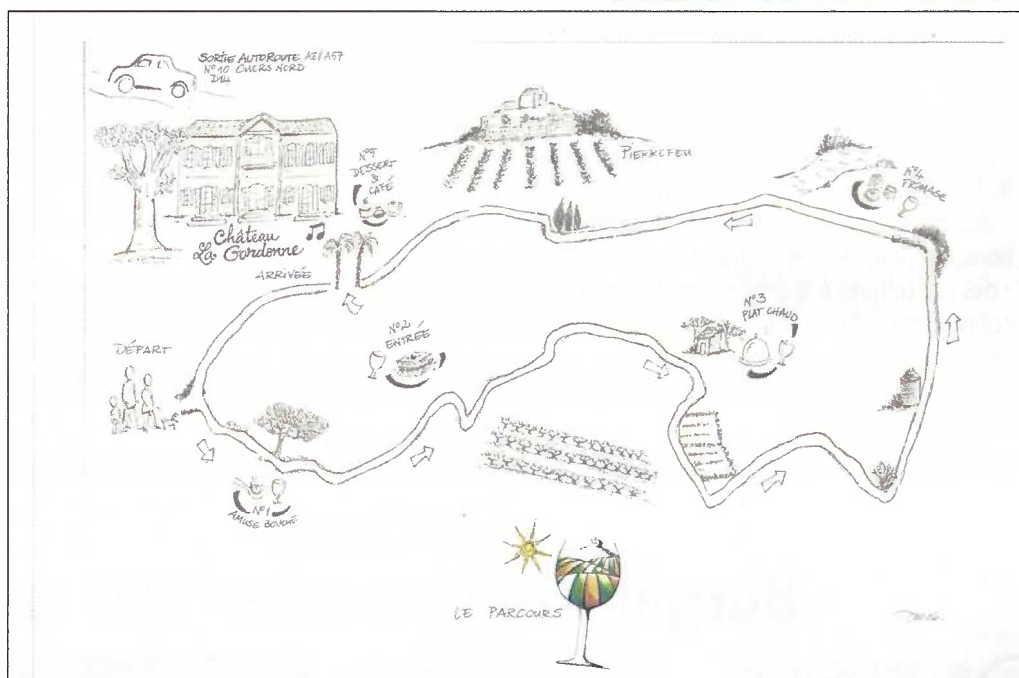 SORTIE AUTOROUTE A21/A57
N°10 CUERS NORD
D14
N°5
DESSERT
&
CAFÉ
PIERREFEU
N°4
FROMAGE
Château
La Gordonne
ARRIVÉE
N°3
PLAT CHAUD
N°2
ENTRÉE
DÉPART
N°1
AMUSE BOUCHE
LE PARCOURS